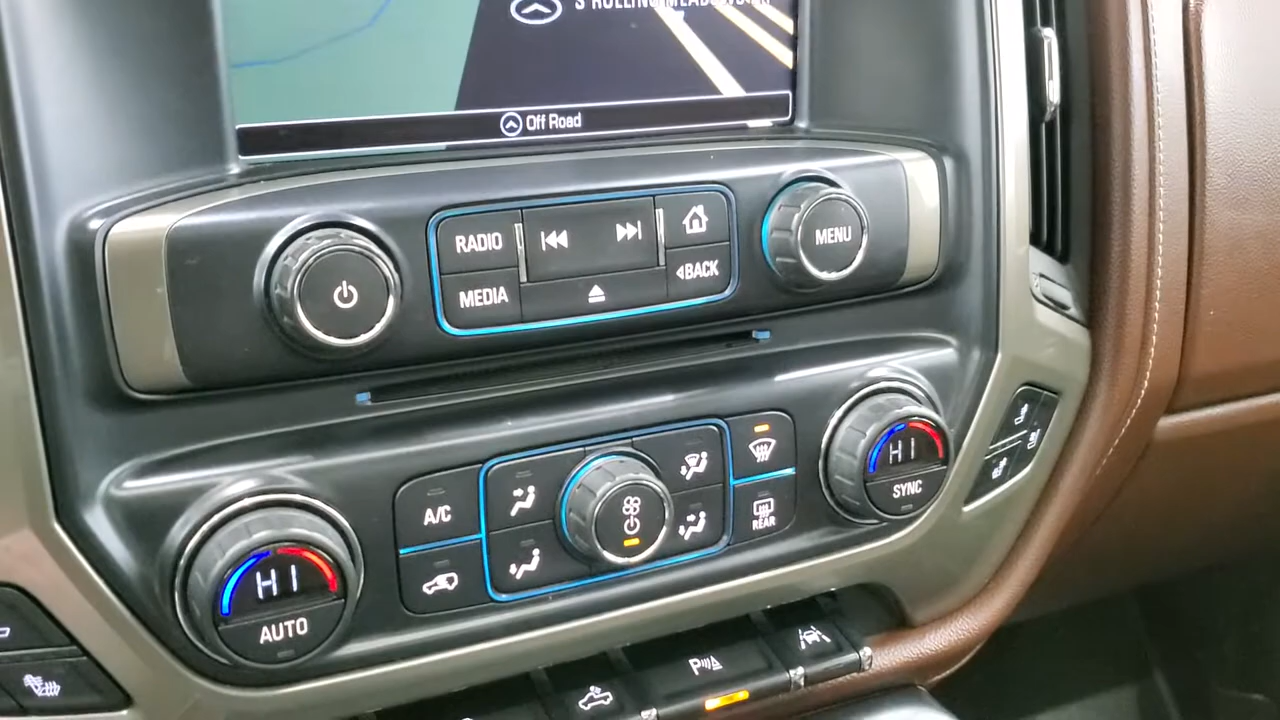 Off Road
RADIO
MEDIA
BACK
MENU
A/C
REAR
HI
SYNC
HI
AUTO